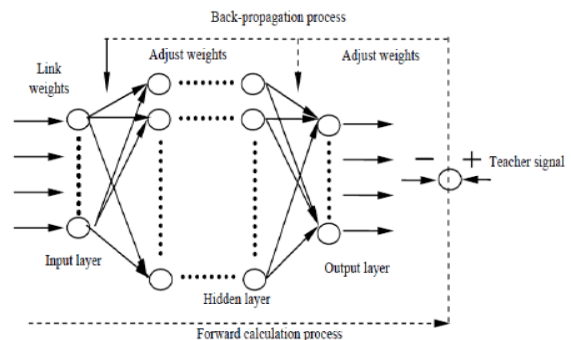 Back-propagation process
Adjust weights
Adjust weights
Link
weights
− + Teacher signal
Input layer
Output layer
Hidden layer
Forward calculation process